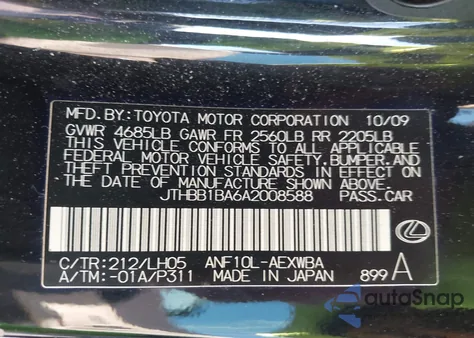 MFD. BY: TOYOTA MOTOR CORPORATION 10/09
GVWR 4685LB GAWR FR 2560LB RR 2205LB
THIS VEHICLE CONFORMS TO ALL APPLICABLE
FEDERAL MOTOR VEHICLE SAFETY, BUMPER, AND
THEFT PREVENTION STANDARDS IN EFFECT ON
THE DATE OF MANUFACTURE SHOWN ABOVE.
JTHBB1BA6A2008588 PASS. CAR
C/TR: 212/LH05 ANF10L-AEXWBA
A/TM: -01A/P311 MADE IN JAPAN 899 A
autoSnap